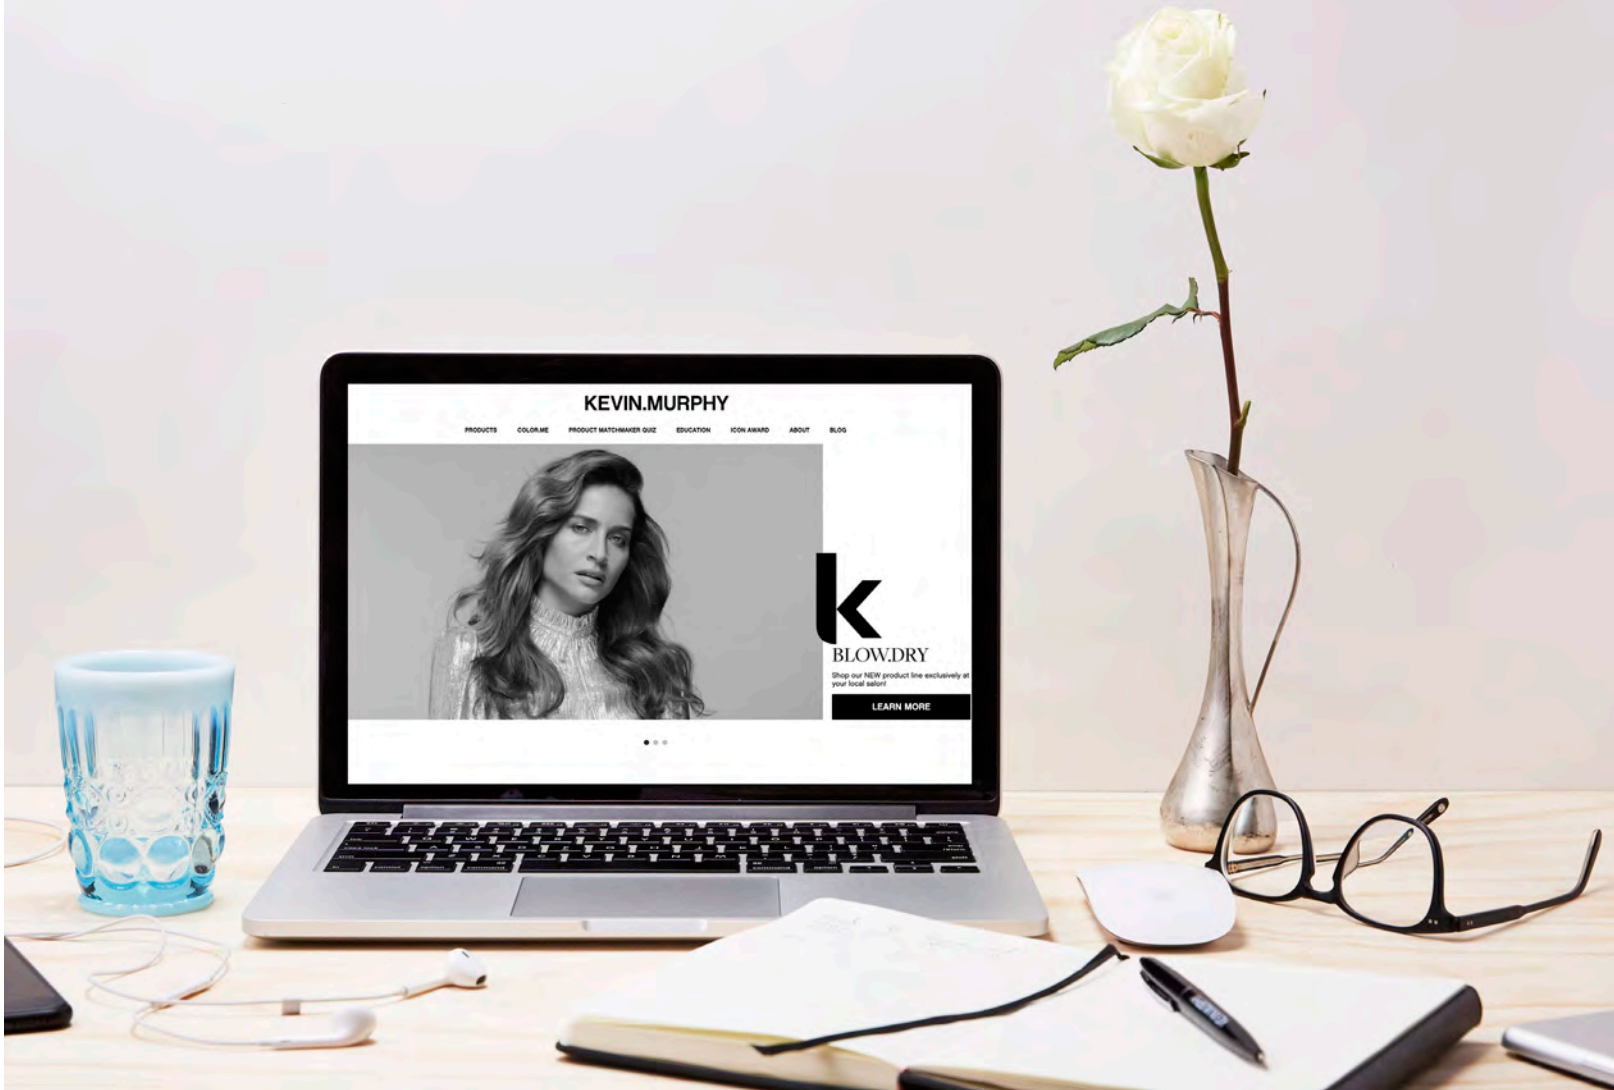 KEVIN.MURPHY
PRODUCTS COLOR.ME PRODUCT MATCHMAKER QUIZ EDUCATION ICON AWARD ABOUT BLOG
k
BLOW.DRY
Shop our NEW product line exclusively at
your local salon!
LEARN MORE